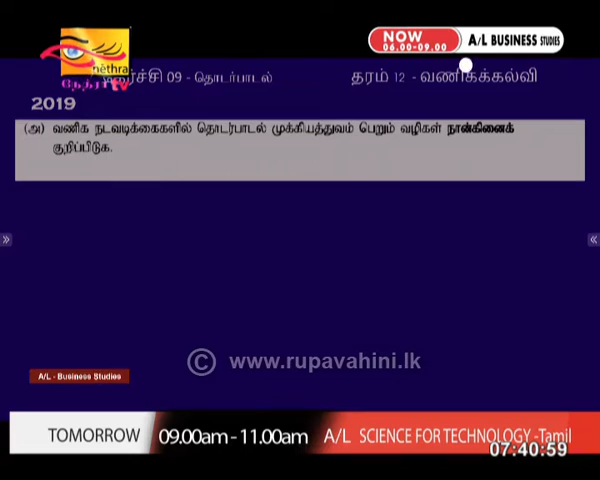 NOW
06.00-09.00
A/L BUSINESS STUDIES
nethra
நேத்ரா
tv
09 - தொடர்பாடல்
தரம் 12 - வணிகக்கல்வி
2019
(அ) வணிக நடவடிக்கைகளில் தொடர்பாடல் முக்கியத்துவம் பெறும் வழிகள் நான்கினைக்
குறிப்பிடுக.
© www.rupavahini.lk
A/L - Business Studies
TOMORROW 09.00am - 11.00am A/L SCIENCE FOR TECHNOLOGY -Tamil
07:40:59